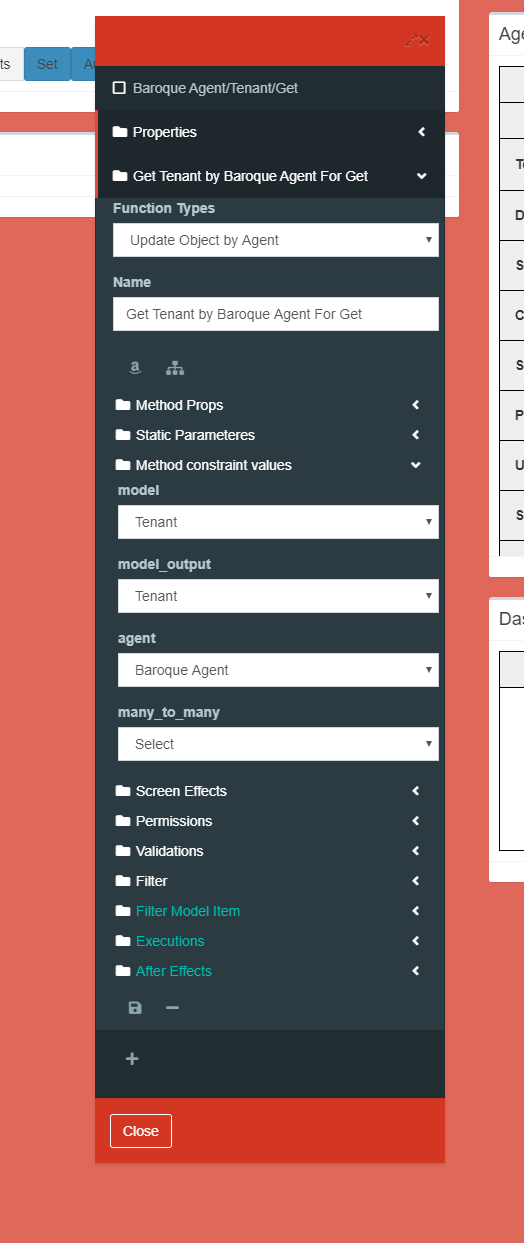 ts
Set
Baroque Agent/Tenant/Get
Properties
Get Tenant by Baroque Agent For Get
Function Types
Update Object by Agent
Name
Get Tenant by Baroque Agent For Get
Method Props
Static Parameteres
Method constraint values
model
Tenant
model_output
Tenant
agent
Baroque Agent
many_to_many
Select
Screen Effects
Permissions
Validations
Filter
Filter Model Item
Executions
After Effects
Close
Age
T
D
S
C
S
P
U
S
Das